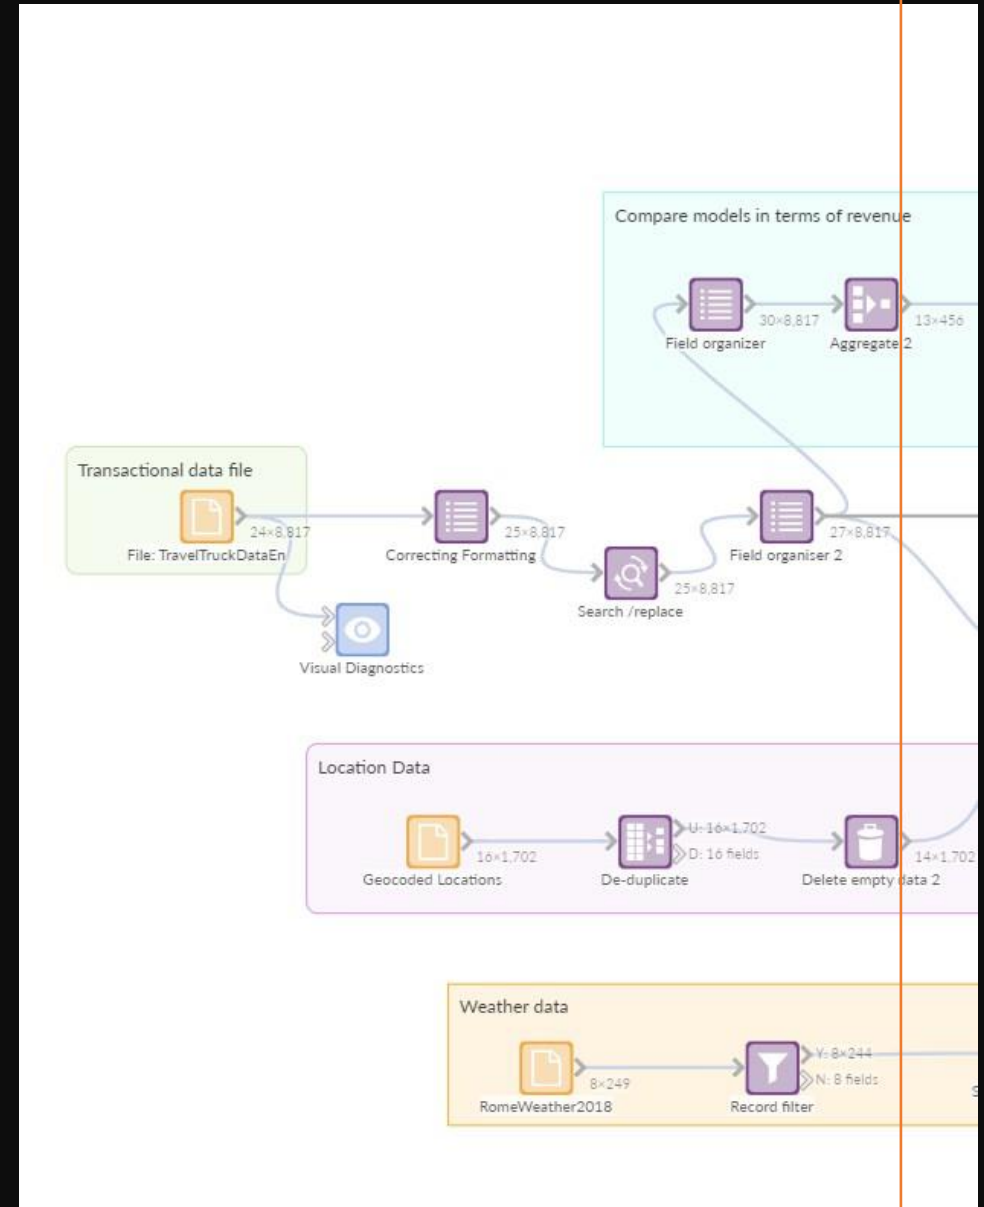 Compare models in terms of revenue
30×8,817
13×456
Field organizer
Aggregate 2
Transactional data file
24×8,817
25×8,817
27×8,817
File: TravelTruckDataEn
Correcting Formatting
Field organiser 2
25×8,817
Search /replace
Visual Diagnostics
Location Data
U: 16×1,702
16×1,702
D: 16 fields
14×1,702
Geocoded Locations
De-duplicate
Delete empty data 2
Weather data
Y: 8×244
8×249
N: 8 fields
RomeWeather2018
Record filter